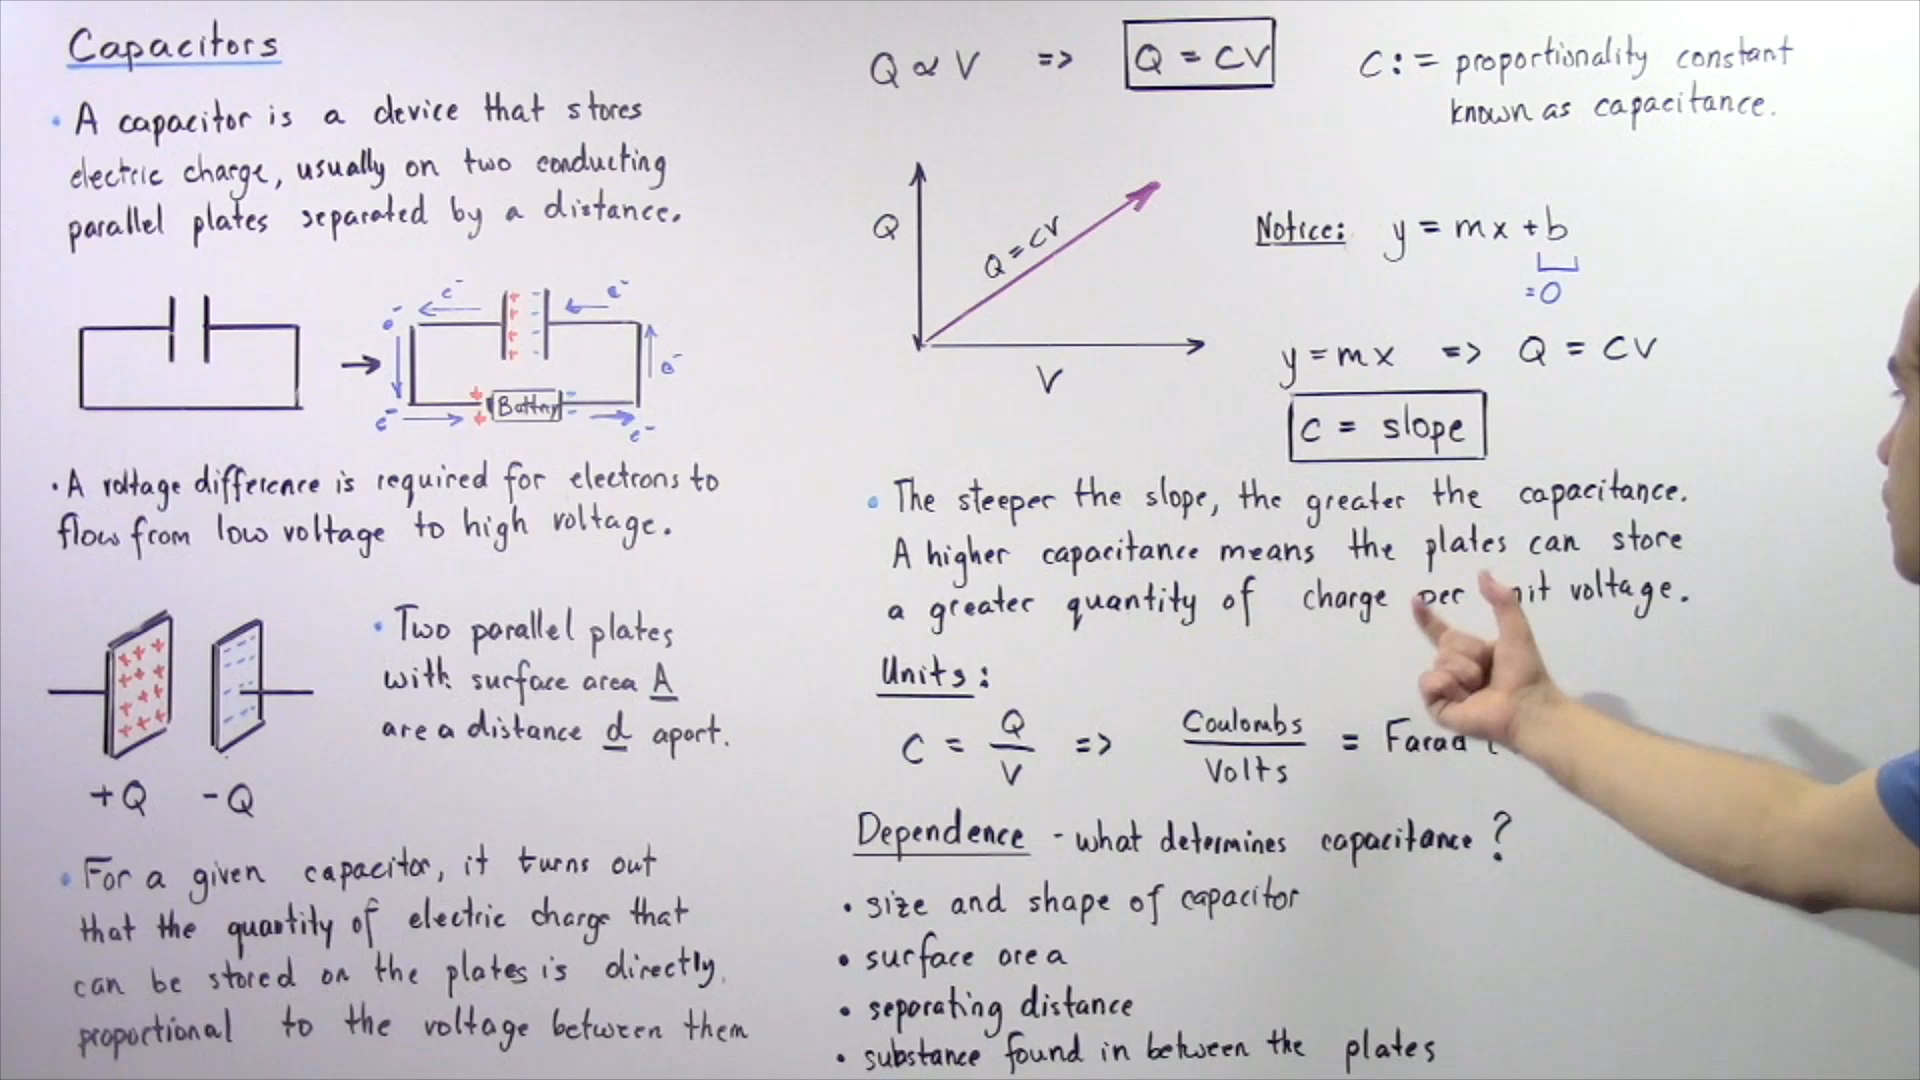 Capacitors
• A capacitor is a device that stores
electric charge, usually on two conducting
parallel plates separated by a distance.
e⁻ e⁻ e⁻
+ -
+ -
+ -
+ -
e⁻
+ Battery -
+ -
e⁻ e⁻
• A voltage difference is required for electrons to
flow from low voltage to high voltage.
+ + + - - -
+ + + - - -
+ + + - -
+ + + - -
+Q -Q
• Two parallel plates
with surface area A
are a distance d apart.
• For a given capacitor, it turns out
that the quantity of electric charge that
can be stored on the plates is directly
proportional to the voltage between them
Q ∝ V => Q = CV
C := proportionality constant
known as capacitance.
Q
Q = CV
V
Notice: y = mx + b
=0
y = mx => Q = CV
C = slope
• The steeper the slope, the greater the capacitance.
A higher capacitance means the plates can store
a greater quantity of charge per voltage.
Units:
C = Q/V => Coulombs/Volts = Farad
Dependence - what determines capacitance?
• size and shape of capacitor
• surface area
• separating distance
• substance found in between the plates